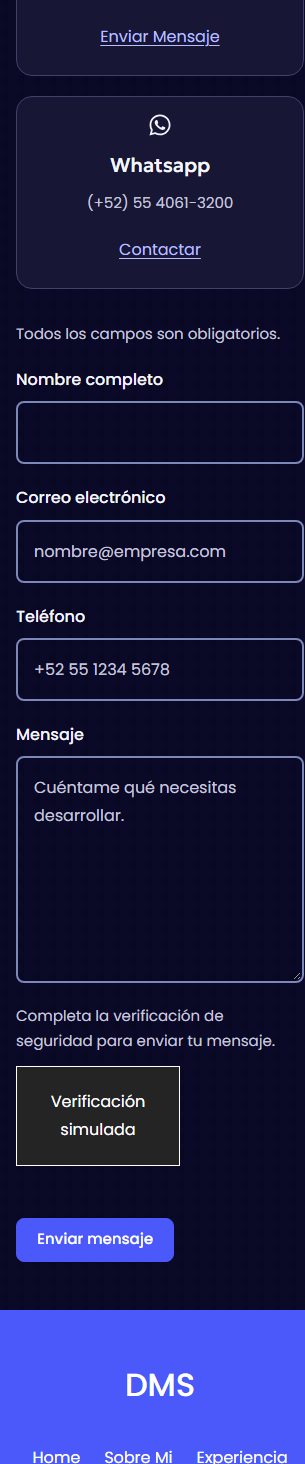 Enviar Mensaje
Whatsapp
(+52) 55 4061-3200
Contactar
Todos los campos son obligatorios.
Nombre completo
Correo electrónico
nombre@empresa.com
Teléfono
+52 55 1234 5678
Mensaje
Cuéntame qué necesitas
desarrollar.
Completa la verificación de
seguridad para enviar tu mensaje.
Verificación
simulada
Enviar mensaje
DMS
Home Sobre Mi Experiencia